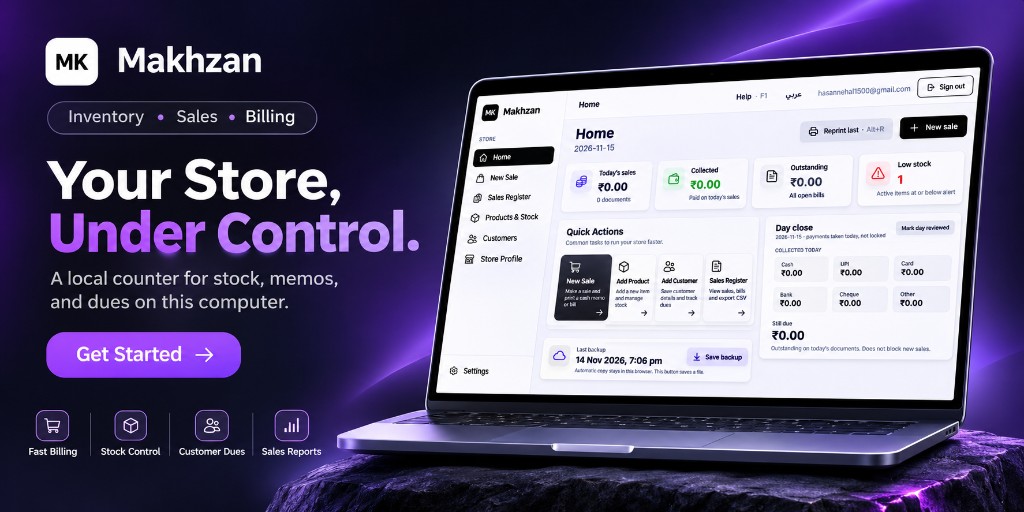 MK Makhzan
Inventory • Sales • Billing
Your Store,
Under Control.
A local counter for stock, memos,
and dues on this computer.
Get Started →
Fast Billing
Stock Control
Customer Dues
Sales Reports
MK Makhzan
STORE
Home
New Sale
Sales Register
Products & Stock
Customers
Store Profile
Settings
Home
Help · F1
عربي
hasannehal1500@gmail.com
Sign out
Home
2026-11-15
Reprint last · Alt+R
+ New sale
Today's sales
₹0.00
0 documents
Collected
₹0.00
Paid on today's sales
Outstanding
₹0.00
All open bills
Low stock
1
Active items at or below alert
Quick Actions
Common tasks to run your store faster.
New Sale
Make a sale and
print a cash memo
or bill
→
Add Product
Add a new item
and manage
stock
→
Add Customer
Save customer
details and track
dues
→
Sales Register
View sales, bills
and export CSV
→
Day close
2026-11-15 · payments taken today, not locked
Mark day reviewed
COLLECTED TODAY
Cash
₹0.00
UPI
₹0.00
Card
₹0.00
Bank
₹0.00
Cheque
₹0.00
Other
₹0.00
Still due
₹0.00
Outstanding on today's documents. Does not block new sales.
Last backup
14 Nov 2026, 7:06 pm
Automatic copy stays in this browser. This button saves a file.
Save backup